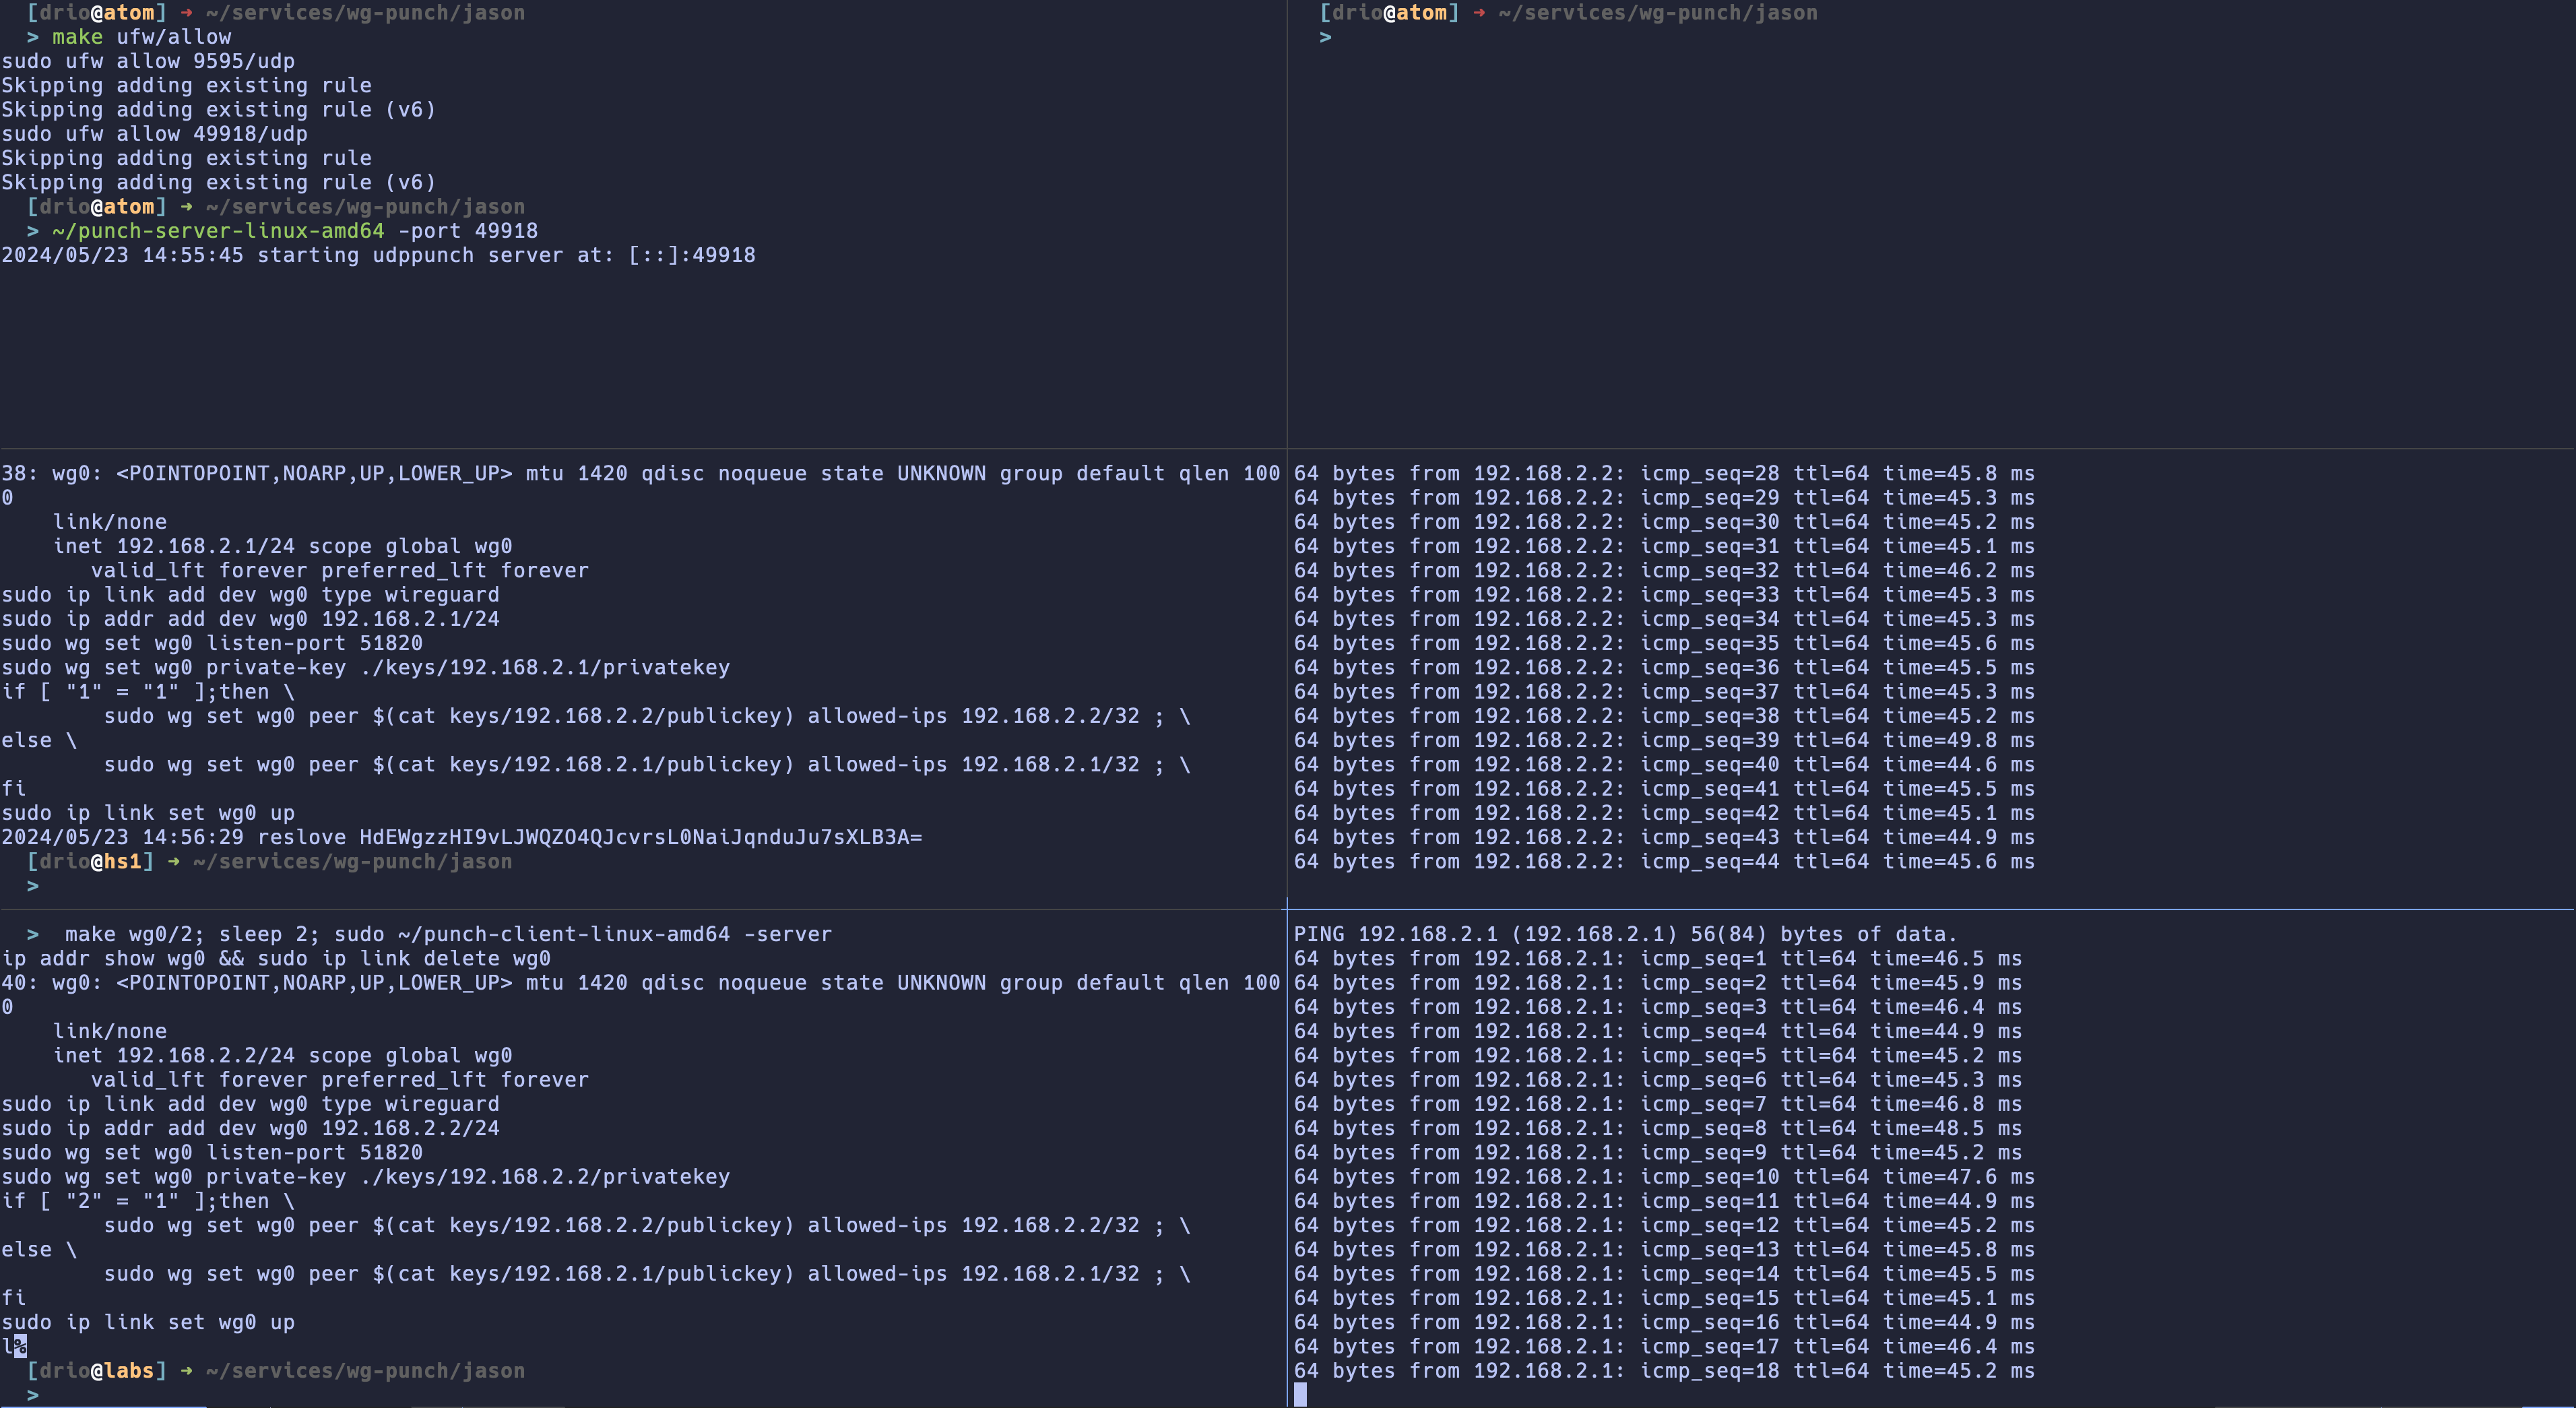 [drio@atom] → ~/services/wg-punch/jason
> make ufw/allow
sudo ufw allow 9595/udp
Skipping adding existing rule
Skipping adding existing rule (v6)
sudo ufw allow 49918/udp
Skipping adding existing rule
Skipping adding existing rule (v6)
[drio@atom] → ~/services/wg-punch/jason
> ~/punch-server-linux-amd64 -port 49918
2024/05/23 14:55:45 starting udppunch server at: [::]:49918
[drio@atom] → ~/services/wg-punch/jason
>
38: wg0: <POINTOPOINT,NOARP,UP,LOWER_UP> mtu 1420 qdisc noqueue state UNKNOWN group default qlen 100
0
link/none
inet 192.168.2.1/24 scope global wg0
valid_lft forever preferred_lft forever
sudo ip link add dev wg0 type wireguard
sudo ip addr add dev wg0 192.168.2.1/24
sudo wg set wg0 listen-port 51820
sudo wg set wg0 private-key ./keys/192.168.2.1/privatekey
if [ "1" = "1" ];then \
sudo wg set wg0 peer $(cat keys/192.168.2.2/publickey) allowed-ips 192.168.2.2/32 ; \
else \
sudo wg set wg0 peer $(cat keys/192.168.2.1/publickey) allowed-ips 192.168.2.1/32 ; \
fi
sudo ip link set wg0 up
2024/05/23 14:56:29 reslove HdEWgzzHI9vLJWQZO4QJcvrsL0NaiJqnduJu7sXLB3A=
[drio@hs1] → ~/services/wg-punch/jason
>
64 bytes from 192.168.2.2: icmp_seq=28 ttl=64 time=45.8 ms
64 bytes from 192.168.2.2: icmp_seq=29 ttl=64 time=45.3 ms
64 bytes from 192.168.2.2: icmp_seq=30 ttl=64 time=45.2 ms
64 bytes from 192.168.2.2: icmp_seq=31 ttl=64 time=45.1 ms
64 bytes from 192.168.2.2: icmp_seq=32 ttl=64 time=46.2 ms
64 bytes from 192.168.2.2: icmp_seq=33 ttl=64 time=45.3 ms
64 bytes from 192.168.2.2: icmp_seq=34 ttl=64 time=45.3 ms
64 bytes from 192.168.2.2: icmp_seq=35 ttl=64 time=45.6 ms
64 bytes from 192.168.2.2: icmp_seq=36 ttl=64 time=45.5 ms
64 bytes from 192.168.2.2: icmp_seq=37 ttl=64 time=45.3 ms
64 bytes from 192.168.2.2: icmp_seq=38 ttl=64 time=45.2 ms
64 bytes from 192.168.2.2: icmp_seq=39 ttl=64 time=49.8 ms
64 bytes from 192.168.2.2: icmp_seq=40 ttl=64 time=44.6 ms
64 bytes from 192.168.2.2: icmp_seq=41 ttl=64 time=45.5 ms
64 bytes from 192.168.2.2: icmp_seq=42 ttl=64 time=45.1 ms
64 bytes from 192.168.2.2: icmp_seq=43 ttl=64 time=44.9 ms
64 bytes from 192.168.2.2: icmp_seq=44 ttl=64 time=45.6 ms
> make wg0/2; sleep 2; sudo ~/punch-client-linux-amd64 -server
ip addr show wg0 && sudo ip link delete wg0
40: wg0: <POINTOPOINT,NOARP,UP,LOWER_UP> mtu 1420 qdisc noqueue state UNKNOWN group default qlen 100
0
link/none
inet 192.168.2.2/24 scope global wg0
valid_lft forever preferred_lft forever
sudo ip link add dev wg0 type wireguard
sudo ip addr add dev wg0 192.168.2.2/24
sudo wg set wg0 listen-port 51820
sudo wg set wg0 private-key ./keys/192.168.2.2/privatekey
if [ "2" = "1" ];then \
sudo wg set wg0 peer $(cat keys/192.168.2.2/publickey) allowed-ips 192.168.2.2/32 ; \
else \
sudo wg set wg0 peer $(cat keys/192.168.2.1/publickey) allowed-ips 192.168.2.1/32 ; \
fi
sudo ip link set wg0 up
l%
[drio@labs] → ~/services/wg-punch/jason
>
PING 192.168.2.1 (192.168.2.1) 56(84) bytes of data.
64 bytes from 192.168.2.1: icmp_seq=1 ttl=64 time=46.5 ms
64 bytes from 192.168.2.1: icmp_seq=2 ttl=64 time=45.9 ms
64 bytes from 192.168.2.1: icmp_seq=3 ttl=64 time=46.4 ms
64 bytes from 192.168.2.1: icmp_seq=4 ttl=64 time=44.9 ms
64 bytes from 192.168.2.1: icmp_seq=5 ttl=64 time=45.2 ms
64 bytes from 192.168.2.1: icmp_seq=6 ttl=64 time=45.3 ms
64 bytes from 192.168.2.1: icmp_seq=7 ttl=64 time=46.8 ms
64 bytes from 192.168.2.1: icmp_seq=8 ttl=64 time=48.5 ms
64 bytes from 192.168.2.1: icmp_seq=9 ttl=64 time=45.2 ms
64 bytes from 192.168.2.1: icmp_seq=10 ttl=64 time=47.6 ms
64 bytes from 192.168.2.1: icmp_seq=11 ttl=64 time=44.9 ms
64 bytes from 192.168.2.1: icmp_seq=12 ttl=64 time=45.2 ms
64 bytes from 192.168.2.1: icmp_seq=13 ttl=64 time=45.8 ms
64 bytes from 192.168.2.1: icmp_seq=14 ttl=64 time=45.5 ms
64 bytes from 192.168.2.1: icmp_seq=15 ttl=64 time=45.1 ms
64 bytes from 192.168.2.1: icmp_seq=16 ttl=64 time=44.9 ms
64 bytes from 192.168.2.1: icmp_seq=17 ttl=64 time=46.4 ms
64 bytes from 192.168.2.1: icmp_seq=18 ttl=64 time=45.2 ms